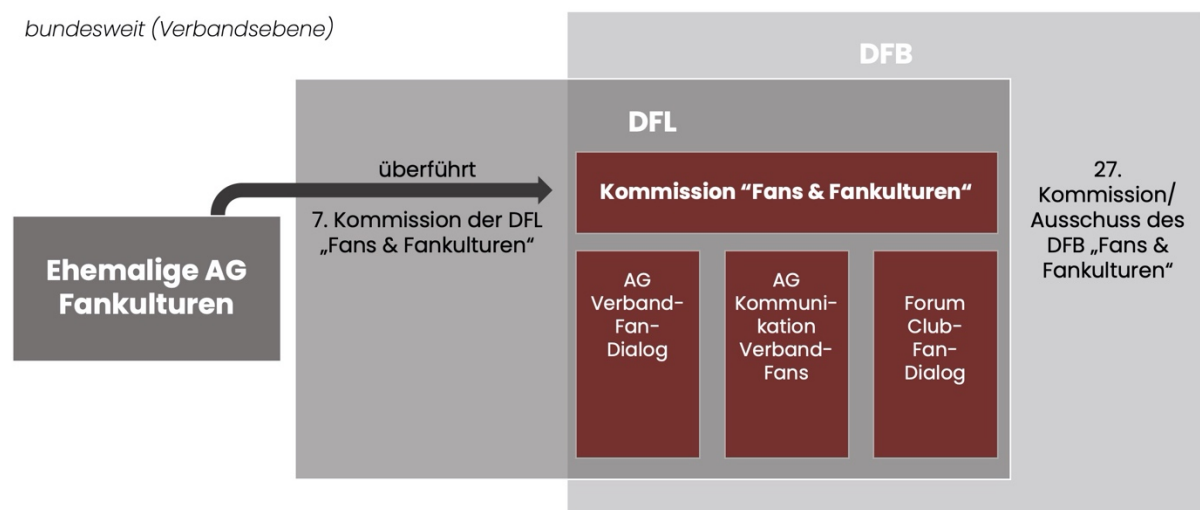 bundesweit (Verbandsebene)
DFB
DFL
überführt
7. Kommission der DFL
„Fans & Fankulturen“
Ehemalige AG
Fankulturen
Kommission “Fans & Fankulturen“
AG
Verband-
Fan-
Dialog
AG
Kommuni-
kation
Verband-
Fans
Forum
Club-
Fan-
Dialog
27.
Kommission/
Ausschuss des
DFB „Fans &
Fankulturen“